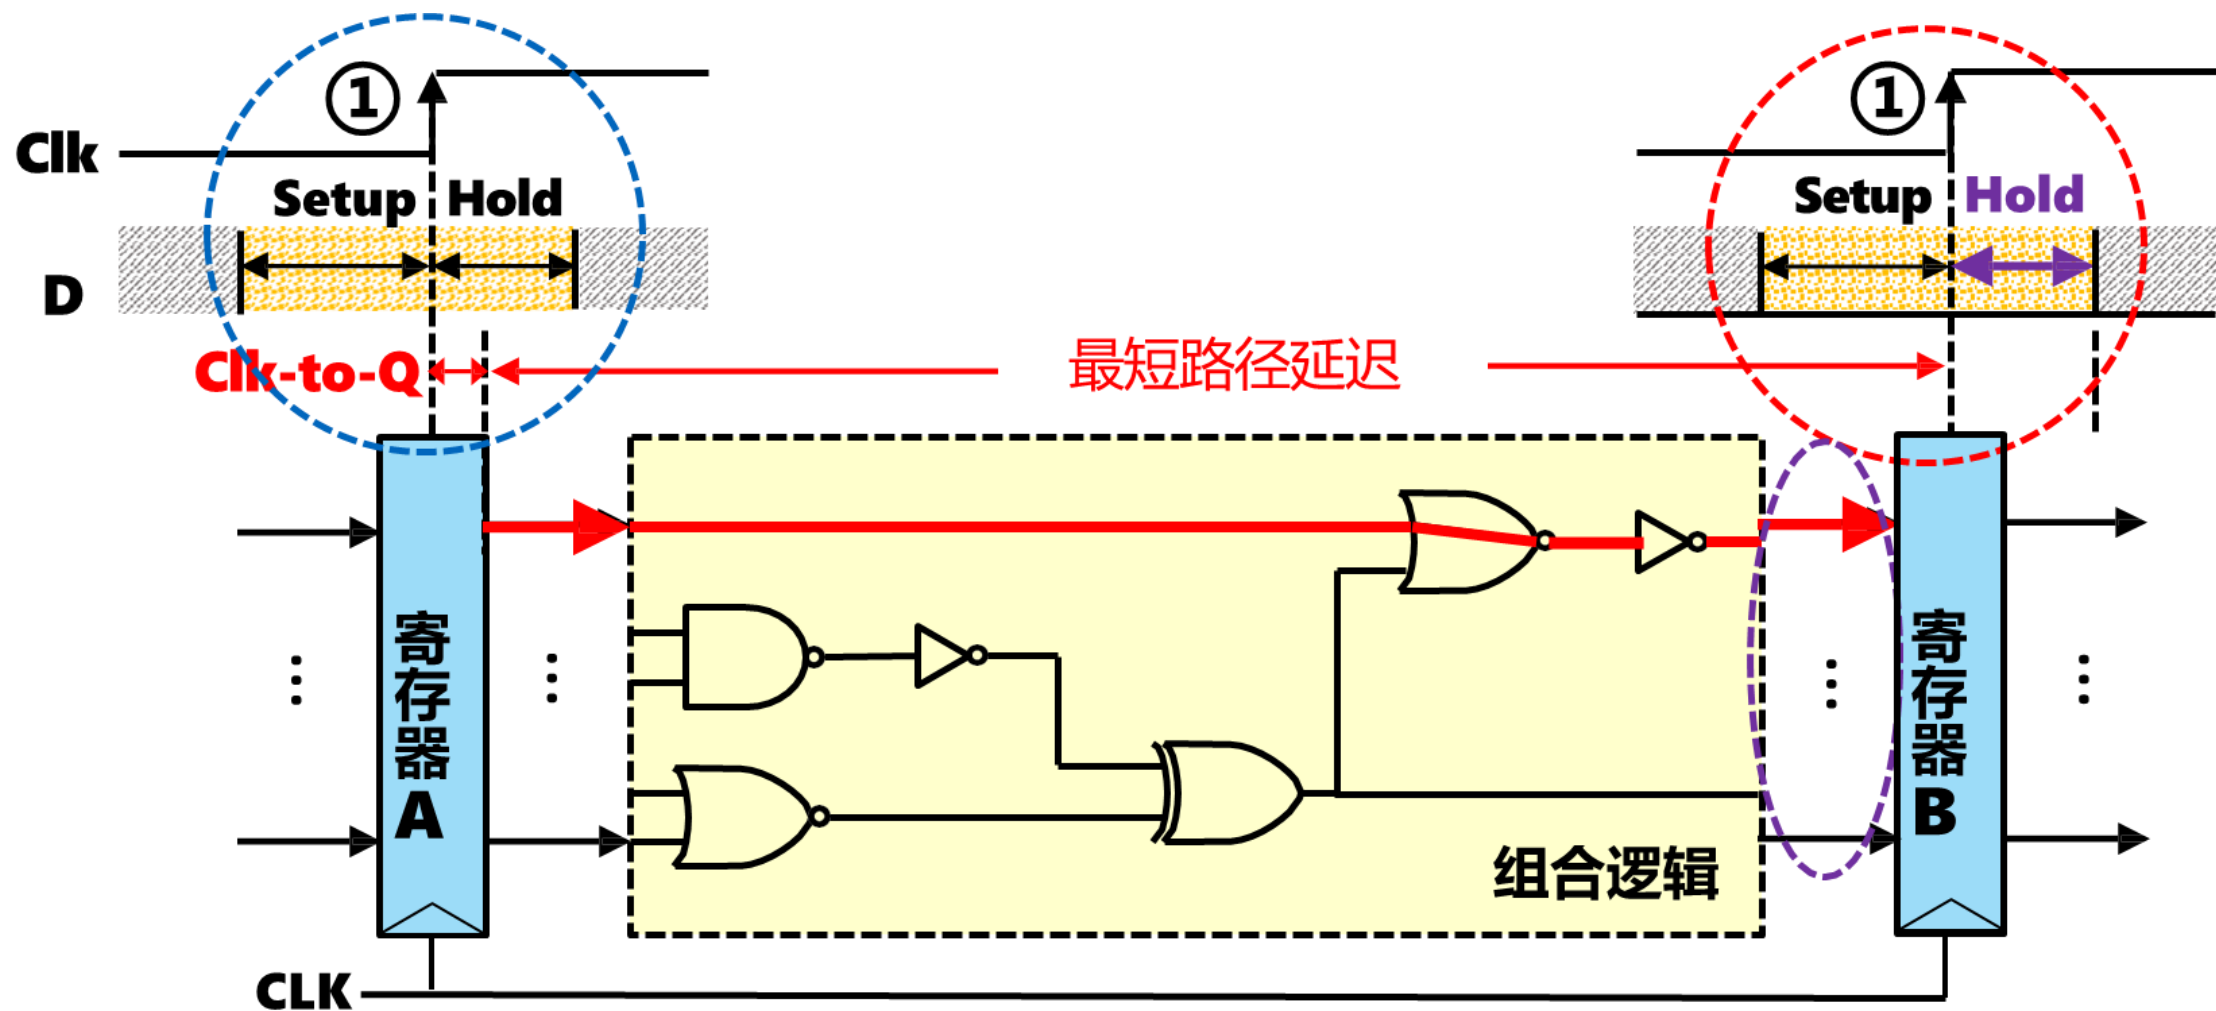 ① ①
Clk
Setup Hold Setup Hold
D
Clk-to-Q 最短路径延迟
寄存器A 寄存器B
组合逻辑
CLK